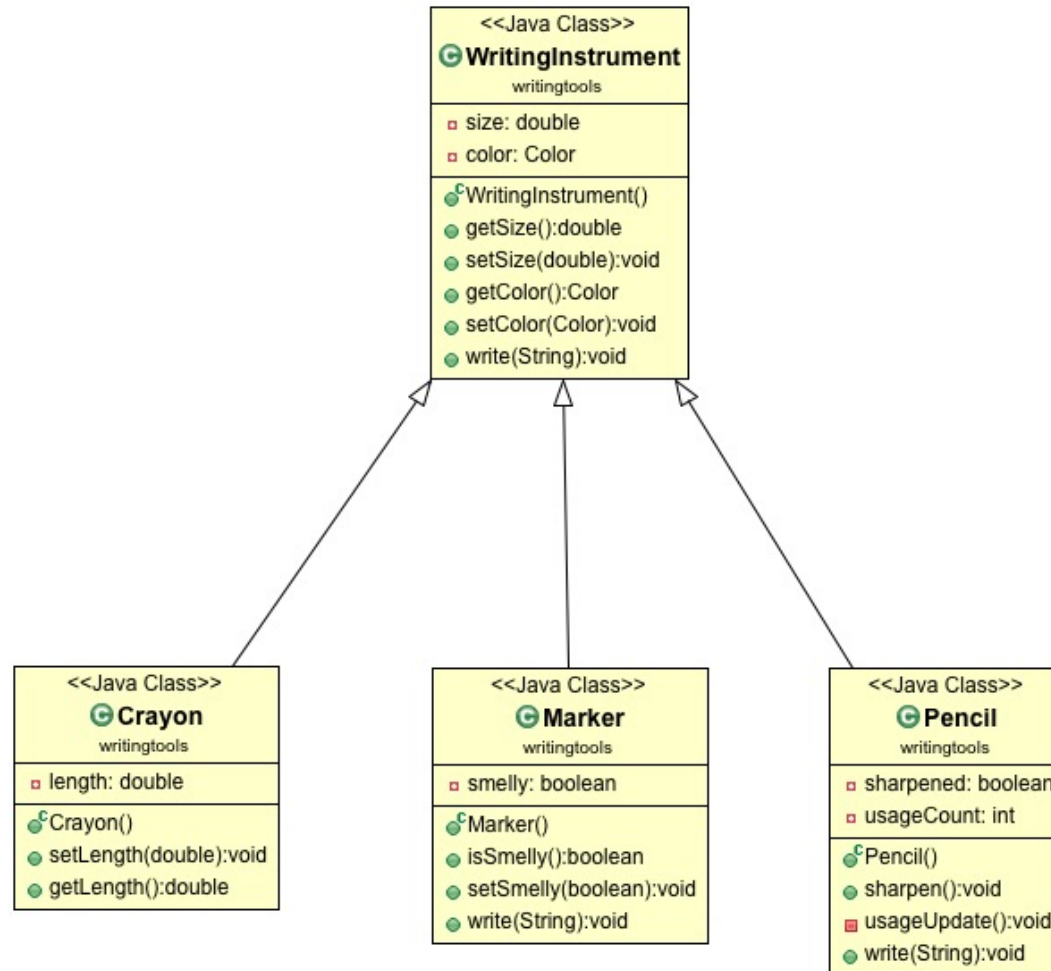 <<Java Class>>
WritingInstrument
writingtools
size: double
color: Color
WritingInstrument()
getSize():double
setSize(double):void
getColor():Color
setColor(Color):void
write(String):void
<<Java Class>>
Crayon
writingtools
length: double
Crayon()
setLength(double):void
getLength():double
<<Java Class>>
Marker
writingtools
smelly: boolean
Marker()
isSmelly():boolean
setSmelly(boolean):void
write(String):void
<<Java Class>>
Pencil
writingtools
sharpened: boolean
usageCount: int
Pencil()
sharpen():void
usageUpdate():void
write(String):void